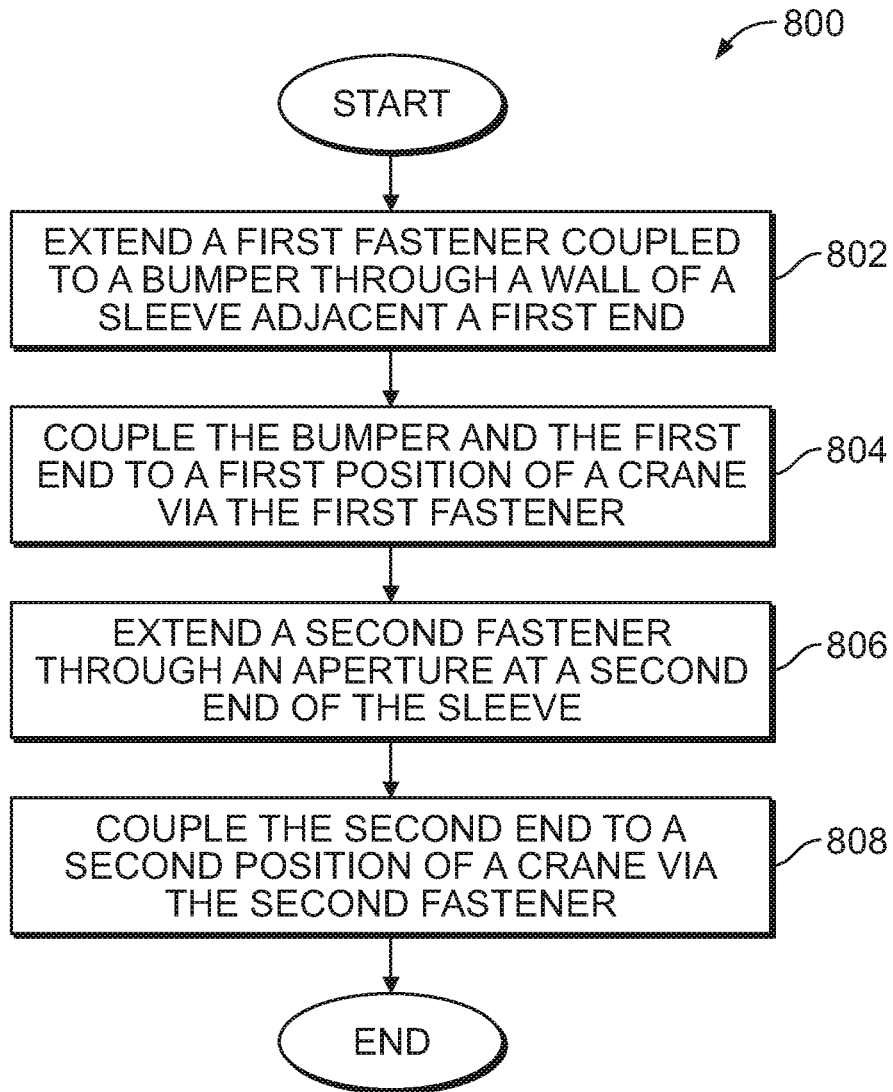 800
START
EXTEND A FIRST FASTENER COUPLED
TO A BUMPER THROUGH A WALL OF A
SLEEVE ADJACENT A FIRST END
802
COUPLE THE BUMPER AND THE FIRST
END TO A FIRST POSITION OF A CRANE
VIA THE FIRST FASTENER
804
EXTEND A SECOND FASTENER
THROUGH AN APERTURE AT A SECOND
END OF THE SLEEVE
806
COUPLE THE SECOND END TO A
SECOND POSITION OF A CRANE VIA
THE SECOND FASTENER
808
END